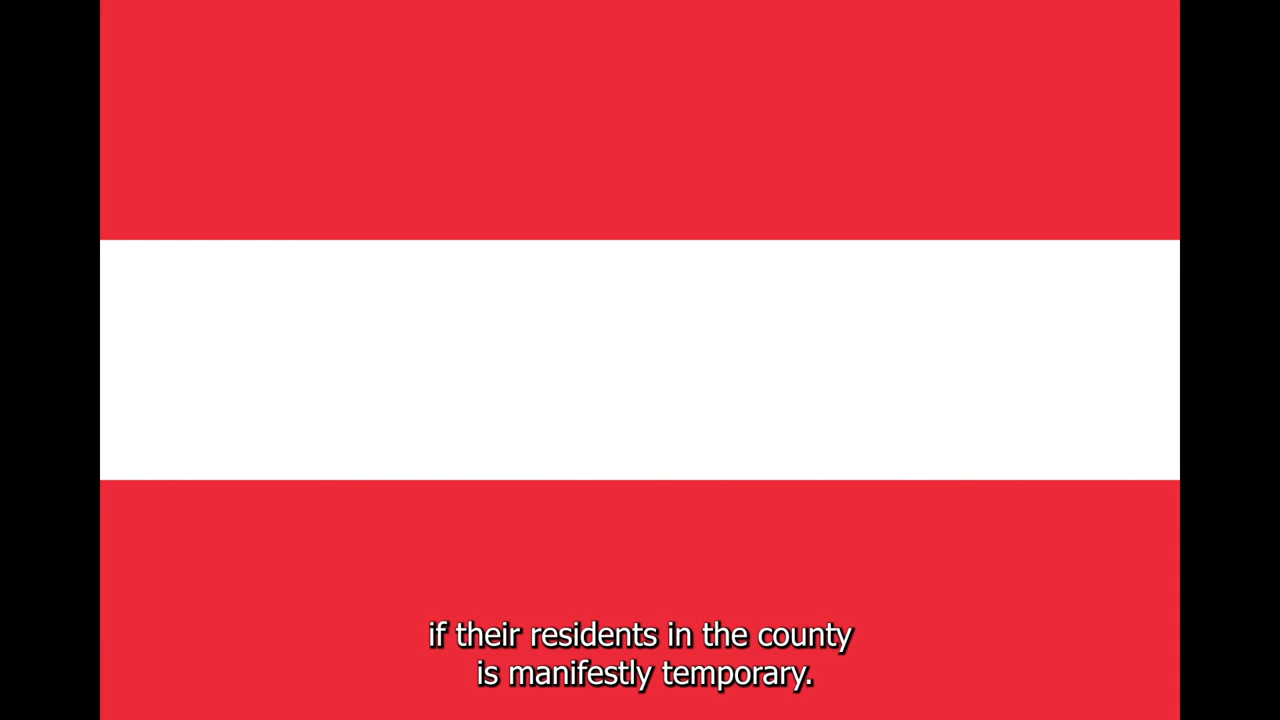 if their residents in the county
is manifestly temporary.